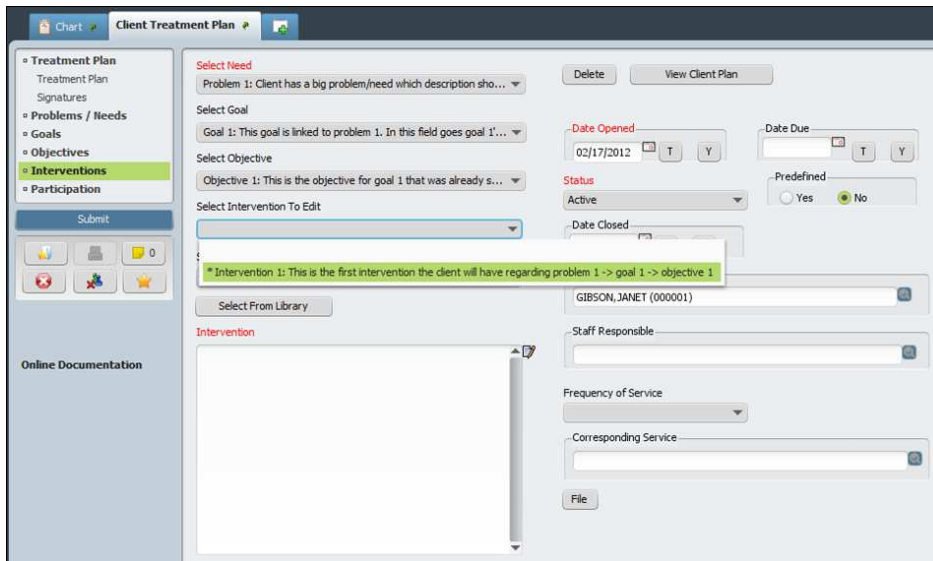 Chart
Client Treatment Plan
Treatment Plan
Treatment Plan
Signatures
Problems / Needs
Goals
Objectives
Interventions
Participation
Submit
0
Online Documentation
Select Need
Problem 1: Client has a big problem/need which description sho...
Select Goal
Goal 1: This goal is linked to problem 1. In this field goes goal 1'...
Select Objective
Objective 1: This is the objective for goal 1 that was already s...
Select Intervention To Edit
* Intervention 1: This is the first intervention the client will have regarding problem 1 -> goal 1 -> objective 1
Select From Library
Intervention
Delete
View Client Plan
Date Opened
02/17/2012
T
Y
Date Due
T
Y
Status
Active
Predefined
Yes
No
Date Closed
GIBSON,JANET (000001)
Staff Responsible
Frequency of Service
Corresponding Service
File